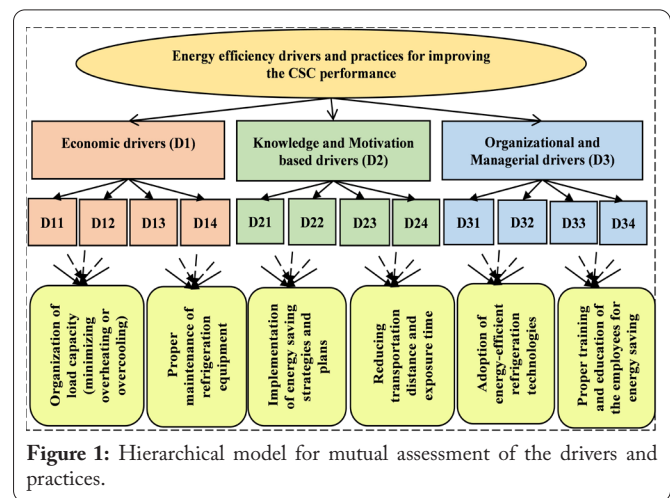 Energy efficiency drivers and practices for improving
the CSC performance
Economic drivers (D1)
Knowledge and Motivation
based drivers (D2)
Organizational and
Managerial drivers (D3)
D11
D12
D13
D14
D21
D22
D23
D24
D31
D32
D33
D34
Organization of
load capacity
(minimizing
overheating or
overcooling)
Proper
maintenance of
refrigeration
equipment
Implementation
of energy saving
strategies and
plans
Reducing
transportation
distance and
exposure time
Adoption of
energy-efficient
refrigeration
technologies
Proper training
and education of
the employees for
energy saving
Figure 1: Hierarchical model for mutual assessment of the drivers and
practices.